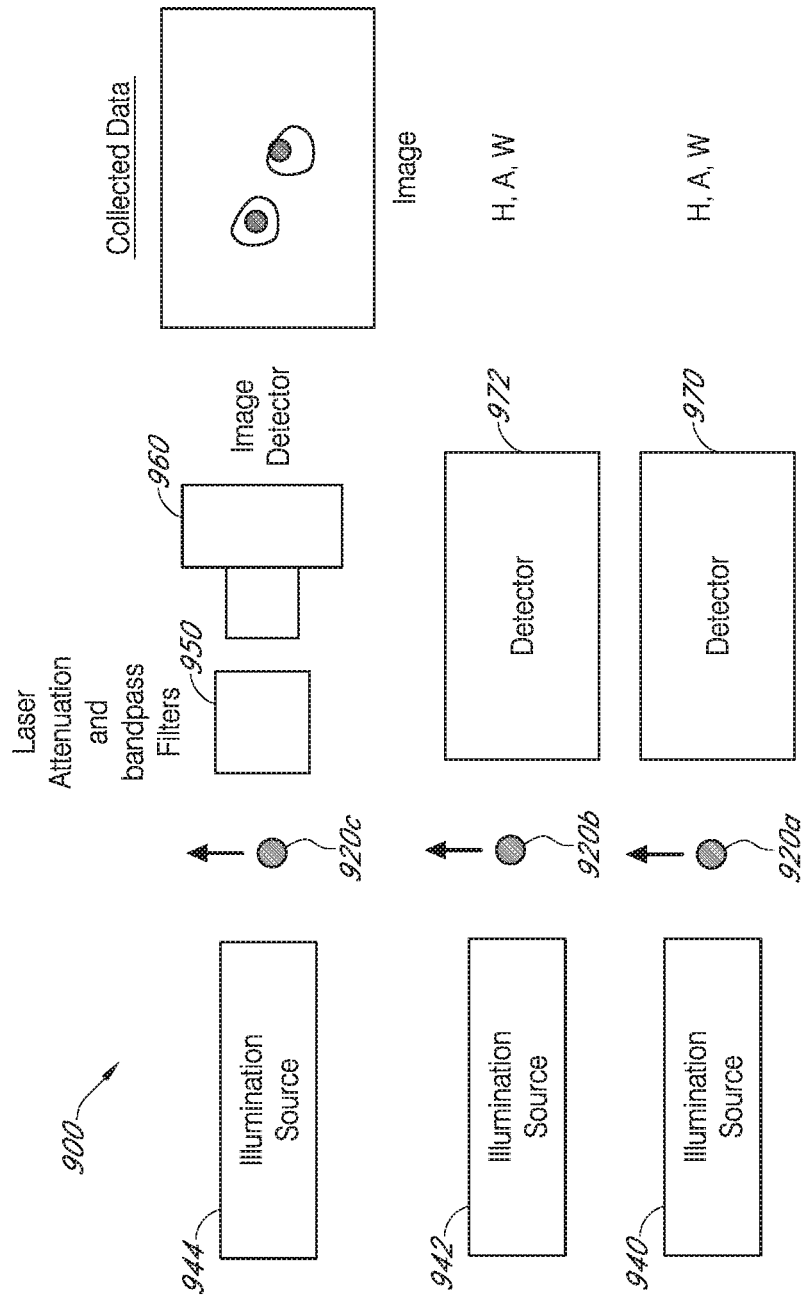 900
Laser
Attenuation
and
bandpass
Filters
Collected Data
944
Illumination
Source
920c
950
960
Image
Detector
Image
942
Illumination
Source
920b
Detector
972
H, A, W
940
Illumination
Source
920a
Detector
970
H, A, W